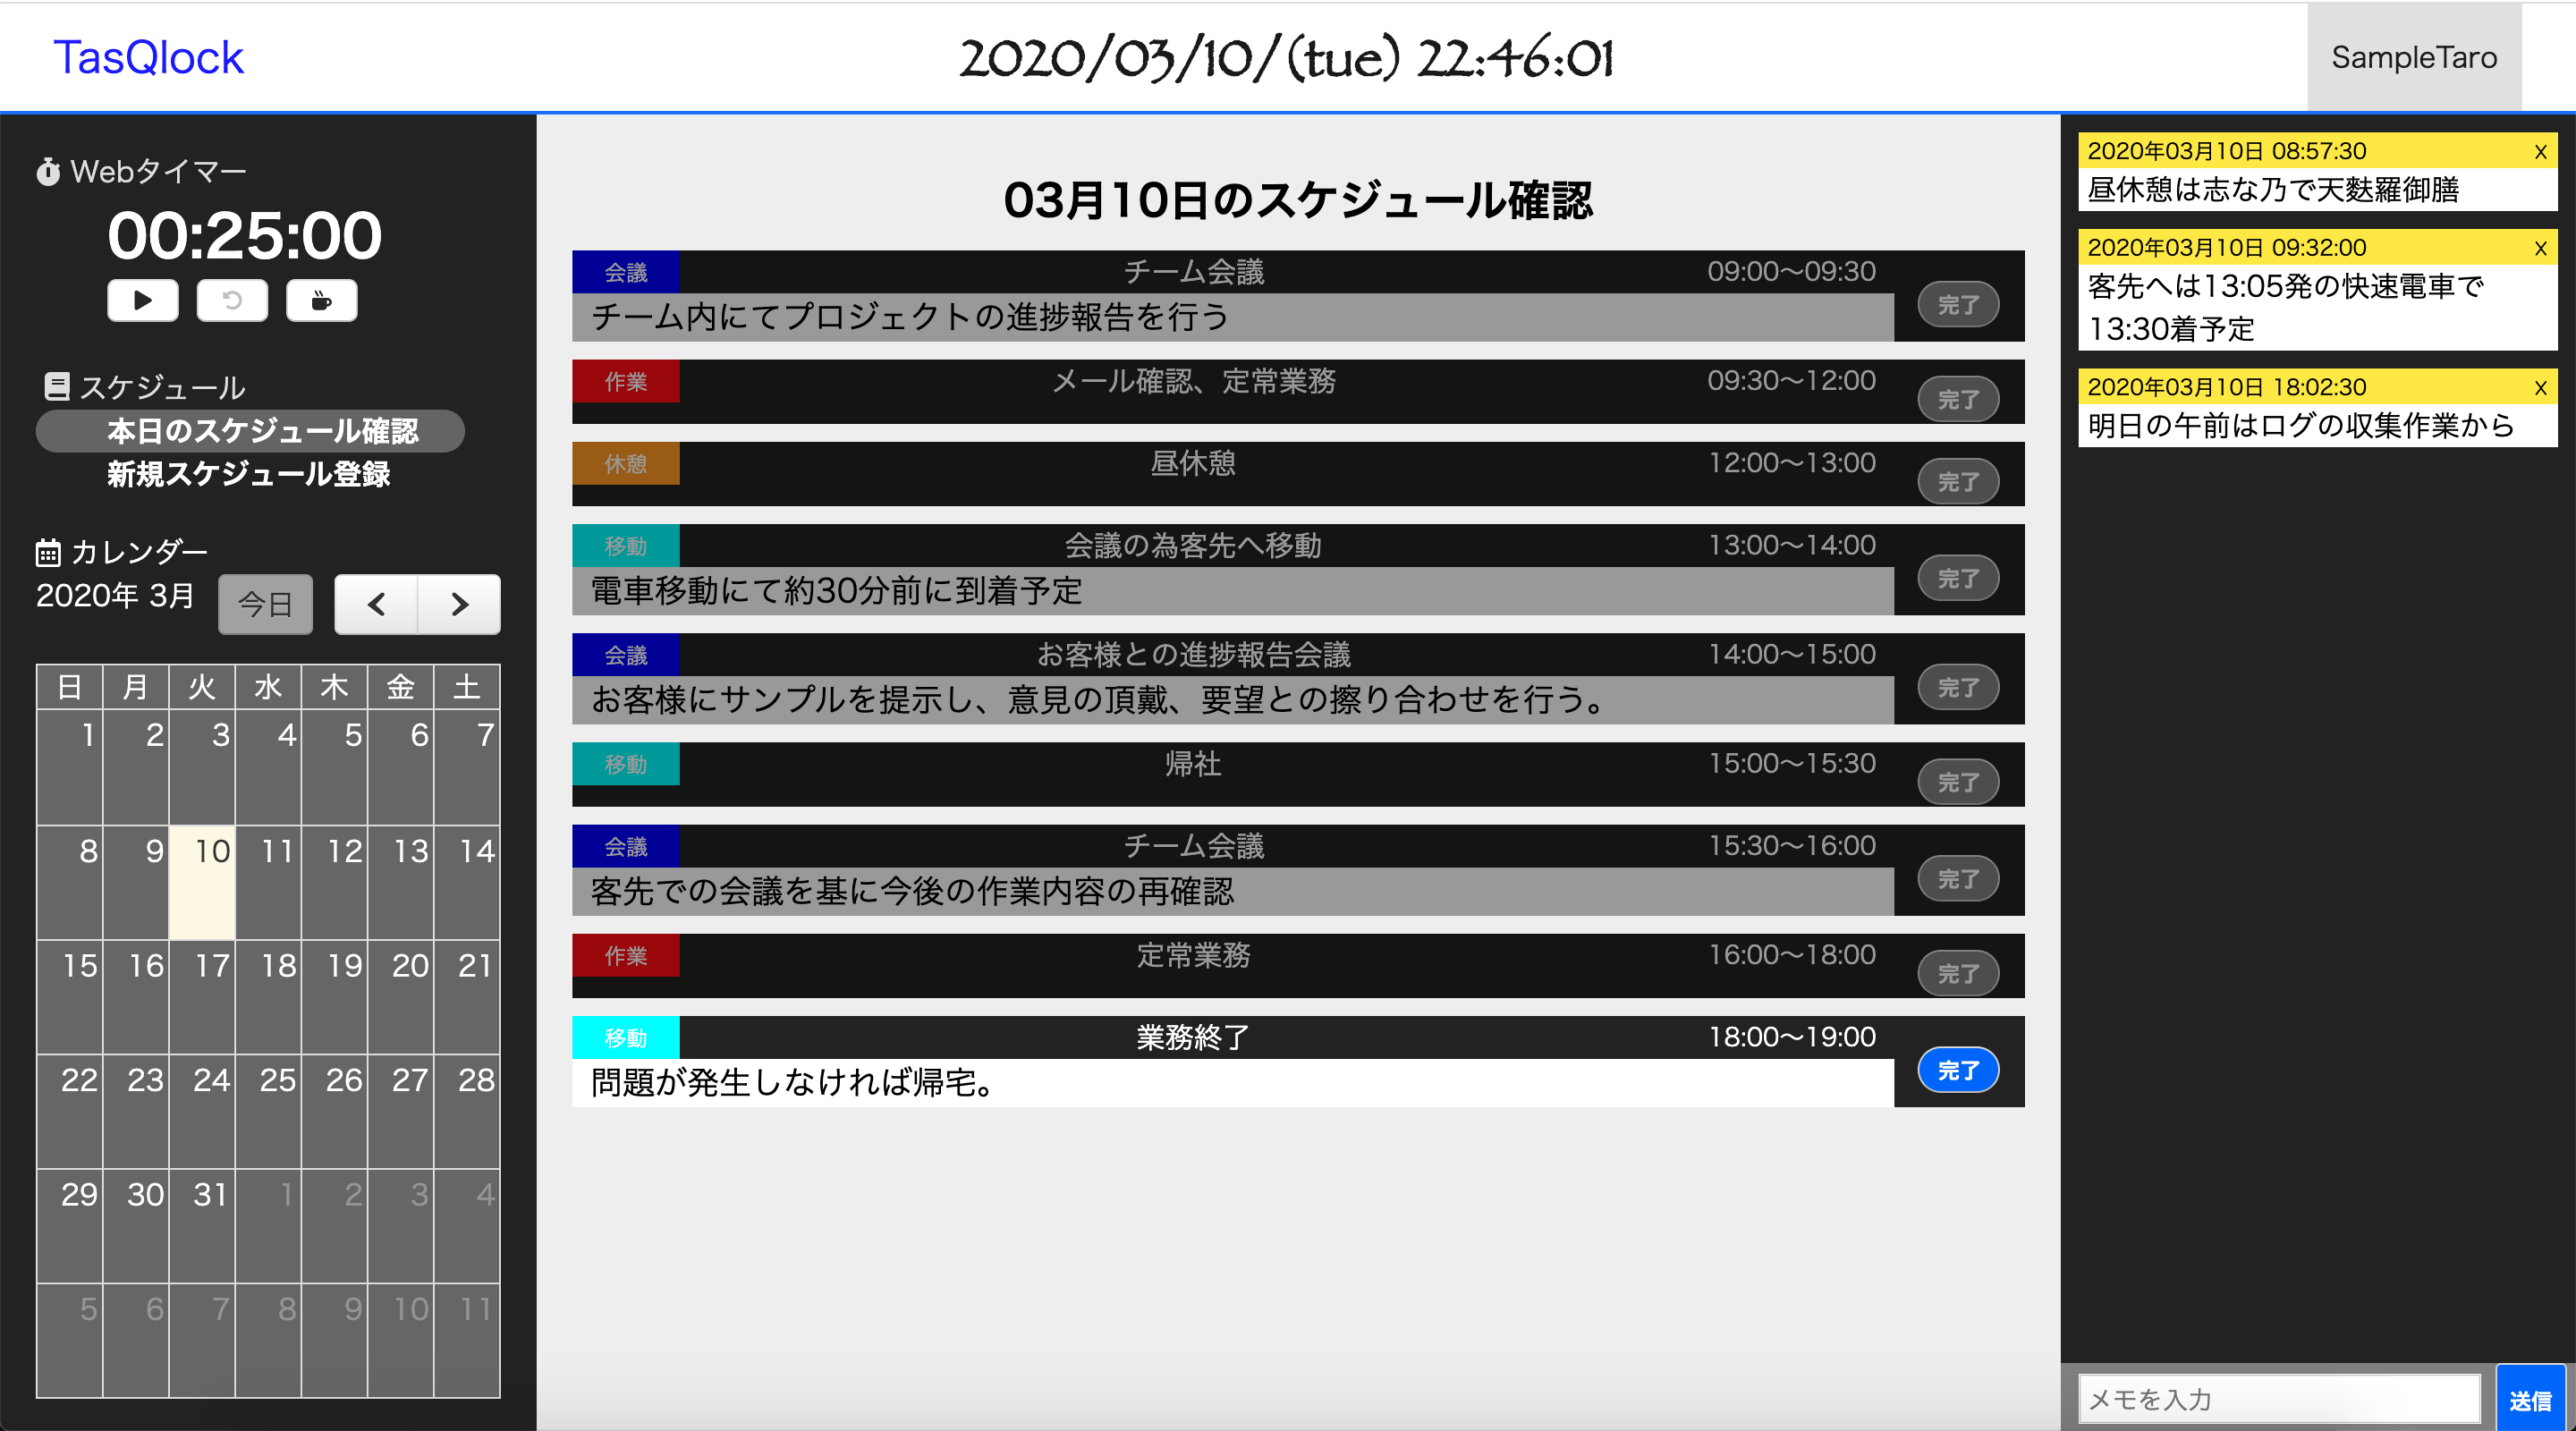 TasQlock
2020/03/10/(tue) 22:46:01
SampleTaro
Webタイマー
00:25:00
スケジュール
本日のスケジュール確認
新規スケジュール登録
カレンダー
2020年 3月
今日
日 月 火 水 木 金 土
1 2 3 4 5 6 7
8 9 10 11 12 13 14
15 16 17 18 19 20 21
22 23 24 25 26 27 28
29 30 31 1 2 3 4
5 6 7 8 9 10 11
03月10日のスケジュール確認
会議 チーム会議 09:00〜09:30
チーム内にてプロジェクトの進捗報告を行う
完了
作業 メール確認、定常業務 09:30〜12:00
完了
休憩 昼休憩 12:00〜13:00
完了
移動 会議の為客先へ移動 13:00〜14:00
電車移動にて約30分前に到着予定
完了
会議 お客様との進捗報告会議 14:00〜15:00
お客様にサンプルを提示し、意見の頂戴、要望との擦り合わせを行う。
完了
移動 帰社 15:00〜15:30
完了
会議 チーム会議 15:30〜16:00
客先での会議を基に今後の作業内容の再確認
完了
作業 定常業務 16:00〜18:00
完了
移動 業務終了 18:00〜19:00
問題が発生しなければ帰宅。
完了
2020年03月10日 08:57:30 x
昼休憩は志な乃で天麩羅御膳
2020年03月10日 09:32:00 x
客先へは13:05発の快速電車で
13:30着予定
2020年03月10日 18:02:30 x
明日の午前はログの収集作業から
メモを入力
送信